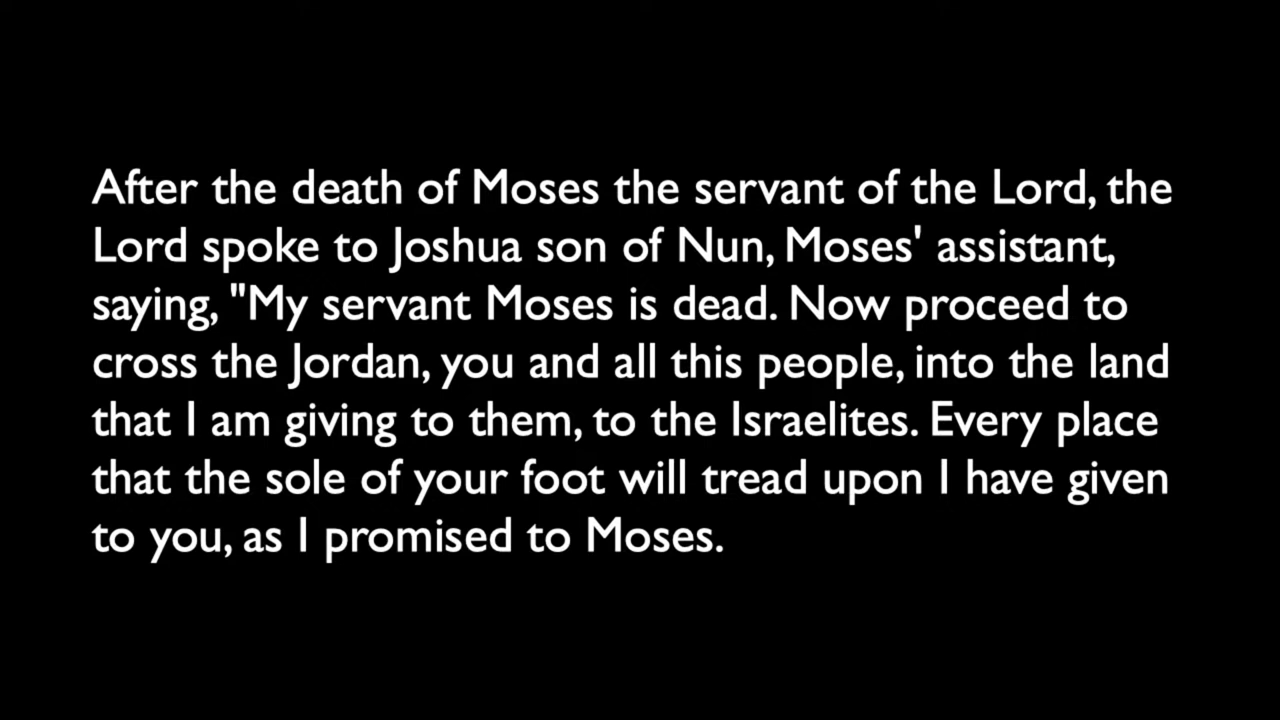 After the death of Moses the servant of the Lord, the
Lord spoke to Joshua son of Nun, Moses' assistant,
saying, "My servant Moses is dead. Now proceed to
cross the Jordan, you and all this people, into the land
that I am giving to them, to the Israelites. Every place
that the sole of your foot will tread upon I have given
to you, as I promised to Moses.